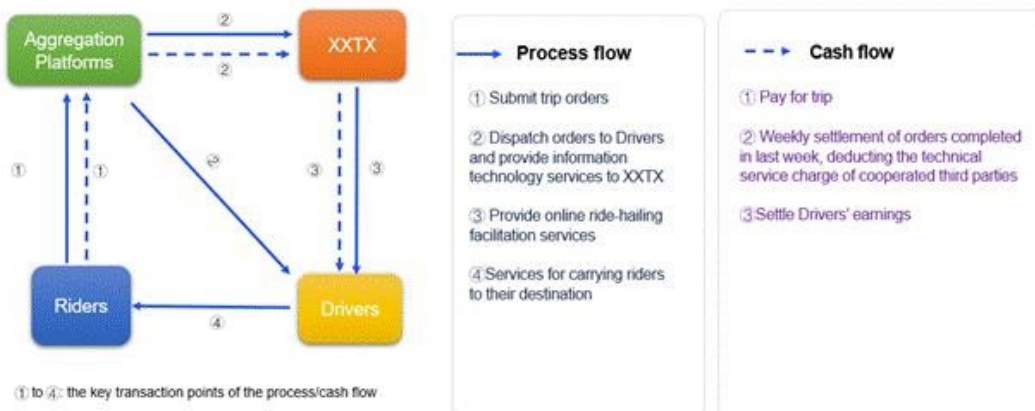 Aggregation
Platforms
②
②
XXTX
①
①
②
③
③
Riders
④
Drivers
① to ④: the key transaction points of the process/cash flow
Process flow
① Submit trip orders
② Dispatch orders to Drivers
and provide information
technology services to XXTX
③ Provide online ride-hailing
facilitation services
④Services for carrying riders
to their destination
Cash flow
① Pay for trip
② Weekly settlement of orders completed
in last week, deducting the technical
service charge of cooperated third parties
③Settle Drivers' earnings